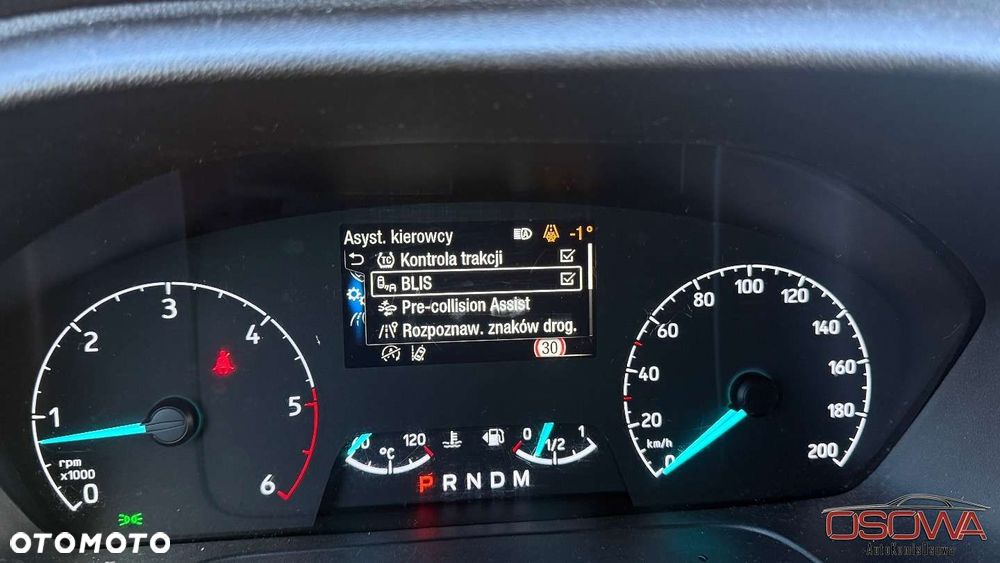 Asyst. kierowcy -1°
TC Kontrola trakcji
BLIS
Pre-collision Assist
Rozpoznaw. znaków drog.
30
0 1 2 3 4 5 6
rpm
x1000
120
°C
0 1/2 1
P R N D M
0 20 40 60 80 100 120 140 160 180 200
km/h
OTOMOTO
OSOWA
AutoKomisOsowa